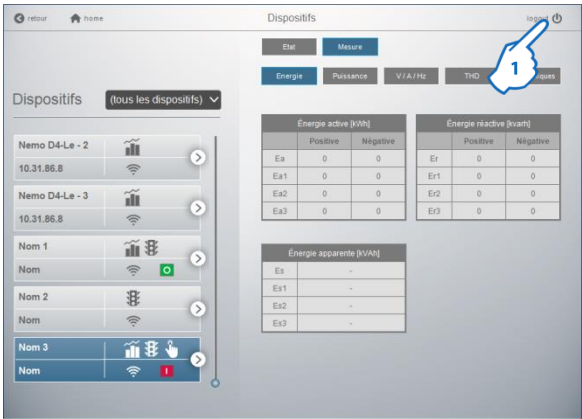 retour home Dispositifs logout
Etat Mesure
1
Energie Puissance V / A / Hz THD
Dispositifs (tous les dispositifs)
Énergie active [kWh] Énergie réactive [kvarh]
Positive Négative Positive Négative
Nemo D4-Le - 2
Ea 0 0 Er 0 0
10.31.86.8
Ea1 0 0 Er1 0 0
Nemo D4-Le - 3
Ea2 0 0 Er2 0 0
10.31.86.8
Ea3 0 0 Er3 0 0
Nom 1
Énergie apparente [kVAh]
Nom O
Es -
Es1 -
Nom 2
Es2 -
Nom
Es3 -
Nom 3
Nom I